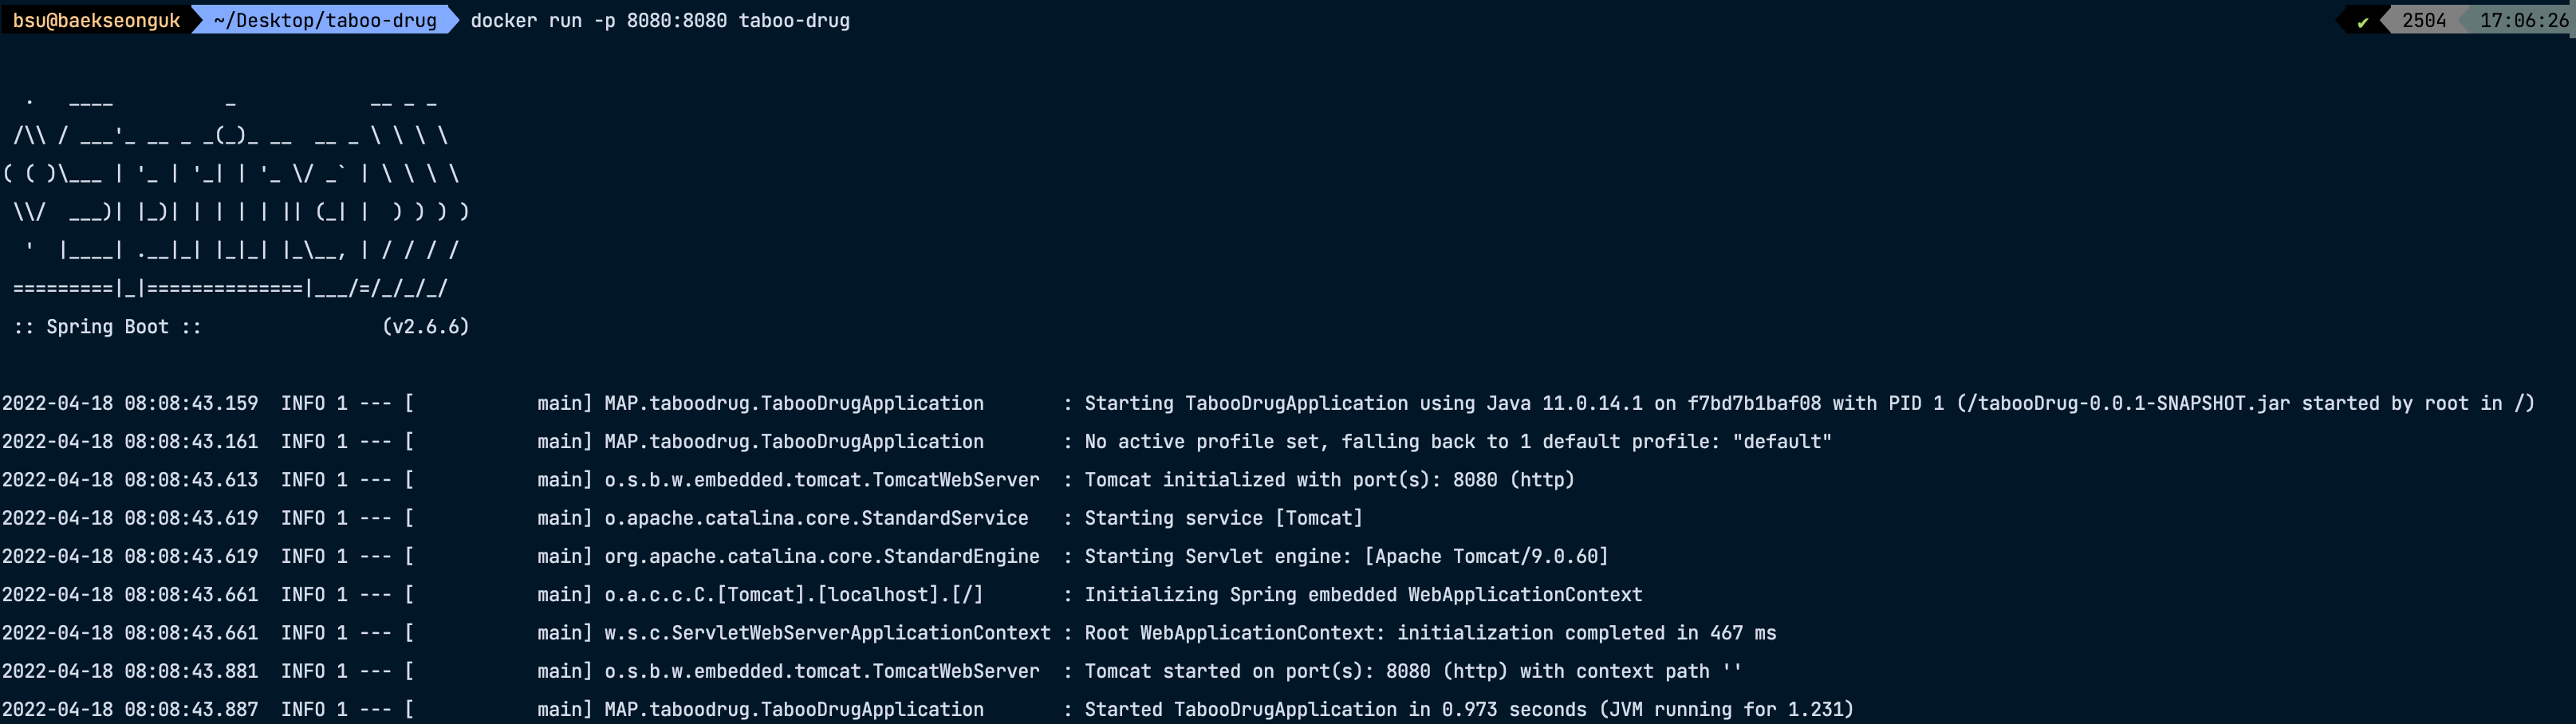 bsu@baekseonguk ~/Desktop/taboo-drug docker run -p 8080:8080 taboo-drug ✔ 2504 17:06:26
  .   ____          _            __ _ _
 /\\ / ___'_ __ _ _(_)_ __  __ _ \ \ \ \
( ( )\___ | '_ | '_| | '_ \/ _` | \ \ \ \
 \\/  ___)| |_)| | | | | || (_| |  ) ) ) )
  '  |____| .__|_| |_|_| |_\__, | / / / /
 =========|_|==============|___/=/_/_/_/
 :: Spring Boot ::                (v2.6.6)
2022-04-18 08:08:43.159  INFO 1 --- [           main] MAP.taboodrug.TabooDrugApplication       : Starting TabooDrugApplication using Java 11.0.14.1 on f7bd7b1baf08 with PID 1 (/tabooDrug-0.0.1-SNAPSHOT.jar started by root in /)
2022-04-18 08:08:43.161  INFO 1 --- [           main] MAP.taboodrug.TabooDrugApplication       : No active profile set, falling back to 1 default profile: "default"
2022-04-18 08:08:43.613  INFO 1 --- [           main] o.s.b.w.embedded.tomcat.TomcatWebServer  : Tomcat initialized with port(s): 8080 (http)
2022-04-18 08:08:43.619  INFO 1 --- [           main] o.apache.catalina.core.StandardService   : Starting service [Tomcat]
2022-04-18 08:08:43.619  INFO 1 --- [           main] org.apache.catalina.core.StandardEngine  : Starting Servlet engine: [Apache Tomcat/9.0.60]
2022-04-18 08:08:43.661  INFO 1 --- [           main] o.a.c.c.C.[Tomcat].[localhost].[/]       : Initializing Spring embedded WebApplicationContext
2022-04-18 08:08:43.661  INFO 1 --- [           main] w.s.c.ServletWebServerApplicationContext : Root WebApplicationContext: initialization completed in 467 ms
2022-04-18 08:08:43.881  INFO 1 --- [           main] o.s.b.w.embedded.tomcat.TomcatWebServer  : Tomcat started on port(s): 8080 (http) with context path ''
2022-04-18 08:08:43.887  INFO 1 --- [           main] MAP.taboodrug.TabooDrugApplication       : Started TabooDrugApplication in 0.973 seconds (JVM running for 1.231)